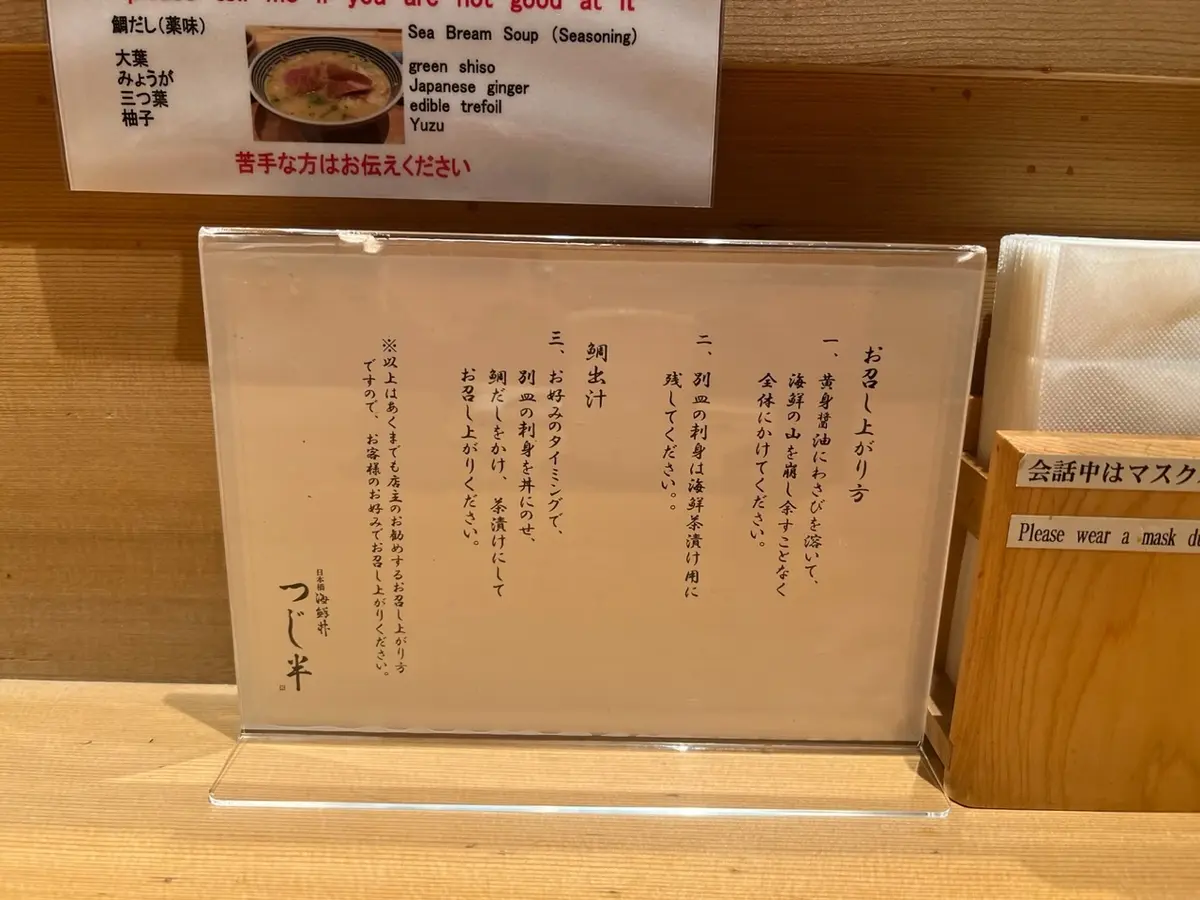 please tell me if you are not good at it
鯛だし(薬味)
大葉
みょうが
三つ葉
柚子
Sea Bream Soup (Seasoning)
green shiso
Japanese ginger
edible trefoil
Yuzu
苦手な方はお伝えください
お召し上がり方
一、黄身醤油にわさびを溶いて、
海鮮の山を崩し余すことなく
全体にかけてください。
二、別皿の刺身は海鮮茶漬け用に
残してください。。
鯛出汁
三、お好みのタイミングで、
別皿の刺身を丼にのせ、
鯛だしをかけ、茶漬けにして
お召し上がりください。
※以上はあくまでも店主のお勧めするお召し上がり方
ですので、お客様のお好みでお召し上がりください。
日本橋 海鮮丼
つじ半
会話中はマスク
Please wear a mask du